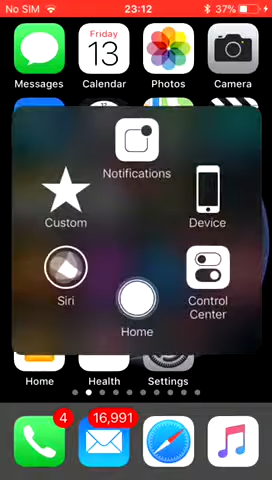 No SIM 23:12 37%
Friday
13
Messages Calendar Photos Camera
Notifications
Custom Device
Siri Control
Center
Home
Home Health Settings
4 16,991